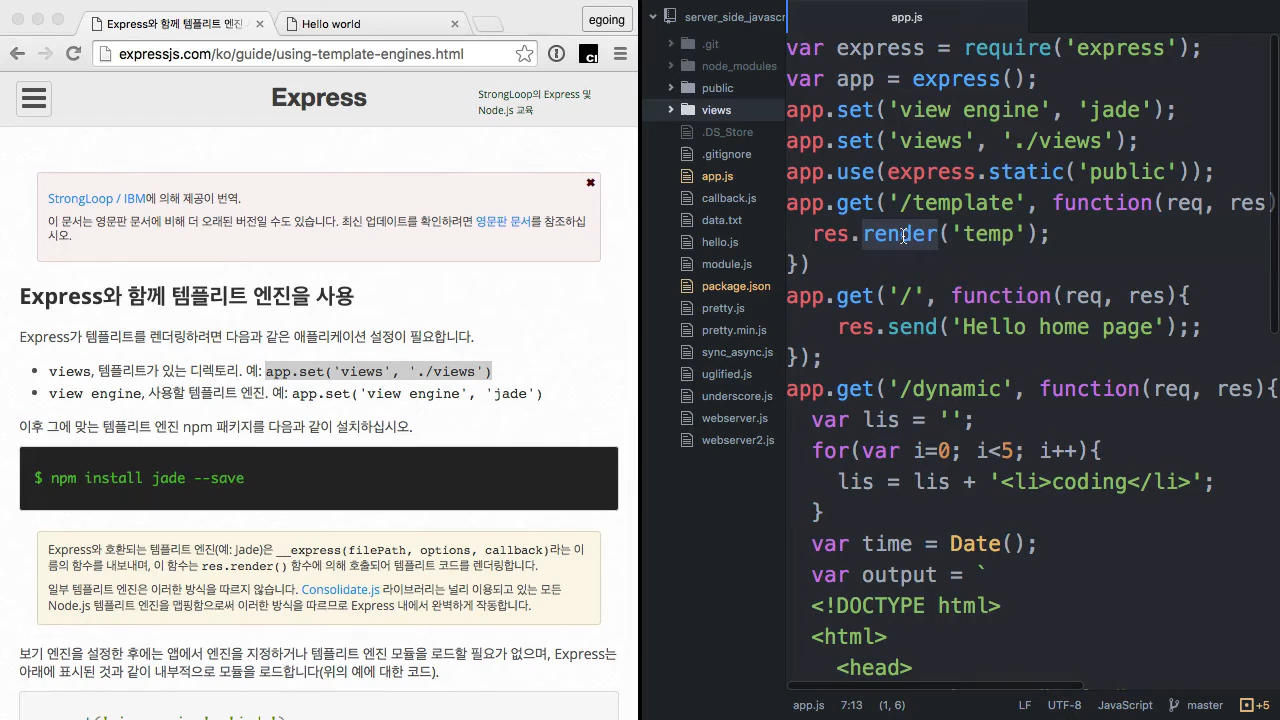 Express와 함께 템플리트 엔진
Hello world
egoing
expressjs.com/ko/guide/using-template-engines.html
Express
StrongLoop의 Express 및
Node.js 교육
StrongLoop / IBM에 의해 제공이 번역.
이 문서는 영문판 문서에 비해 더 오래된 버전일 수도 있습니다. 최신 업데이트를 확인하려면 영문판 문서를 참조하십시
시오.
Express와 함께 템플리트 엔진을 사용
Express가 템플리트를 렌더링하려면 다음과 같은 애플리케이션 설정이 필요합니다.
views, 템플리트가 있는 디렉토리. 예: app.set('views', './views')
view engine, 사용할 템플리트 엔진. 예: app.set('view engine', 'jade')
이후 그에 맞는 템플리트 엔진 npm 패키지를 다음과 같이 설치하십시오.
$ npm install jade --save
Express와 호환되는 템플리트 엔진(예: Jade)은 __express(filePath, options, callback)라는 이
름의 함수를 내보내며, 이 함수는 res.render() 함수에 의해 호출되어 템플리트 코드를 렌더링합니다.
일부 템플리트 엔진은 이러한 방식을 따르지 않습니다. Consolidate.js 라이브러리는 널리 이용되고 있는 모든
Node.js 템플리트 엔진을 맵핑함으로써 이러한 방식을 따르므로 Express 내에서 완벽하게 작동합니다.
보기 엔진을 설정한 후에는 앱에서 엔진을 지정하거나 템플리트 엔진 모듈을 로드할 필요가 없으며, Express는
아래에 표시된 것과 같이 내부적으로 모듈을 로드합니다(위의 예에 대한 코드).
server_side_javascr
.git
node_modules
public
views
.DS_Store
.gitignore
app.js
callback.js
data.txt
hello.js
module.js
package.json
pretty.js
pretty.min.js
sync_async.js
uglified.js
underscore.js
webserver.js
webserver2.js
app.js
var express = require('express');
var app = express();
app.set('view engine', 'jade');
app.set('views', './views');
app.use(express.static('public'));
app.get('/template', function(req, res)
res.render('temp');
})
app.get('/', function(req, res){
res.send('Hello home page');;
});
app.get('/dynamic', function(req, res){
var lis = '';
for(var i=0; i<5; i++){
lis = lis + '<li>coding</li>';
}
var time = Date();
var output = `
<!DOCTYPE html>
<html>
<head>
app.js 7:13 (1, 6) LF UTF-8 JavaScript master +5